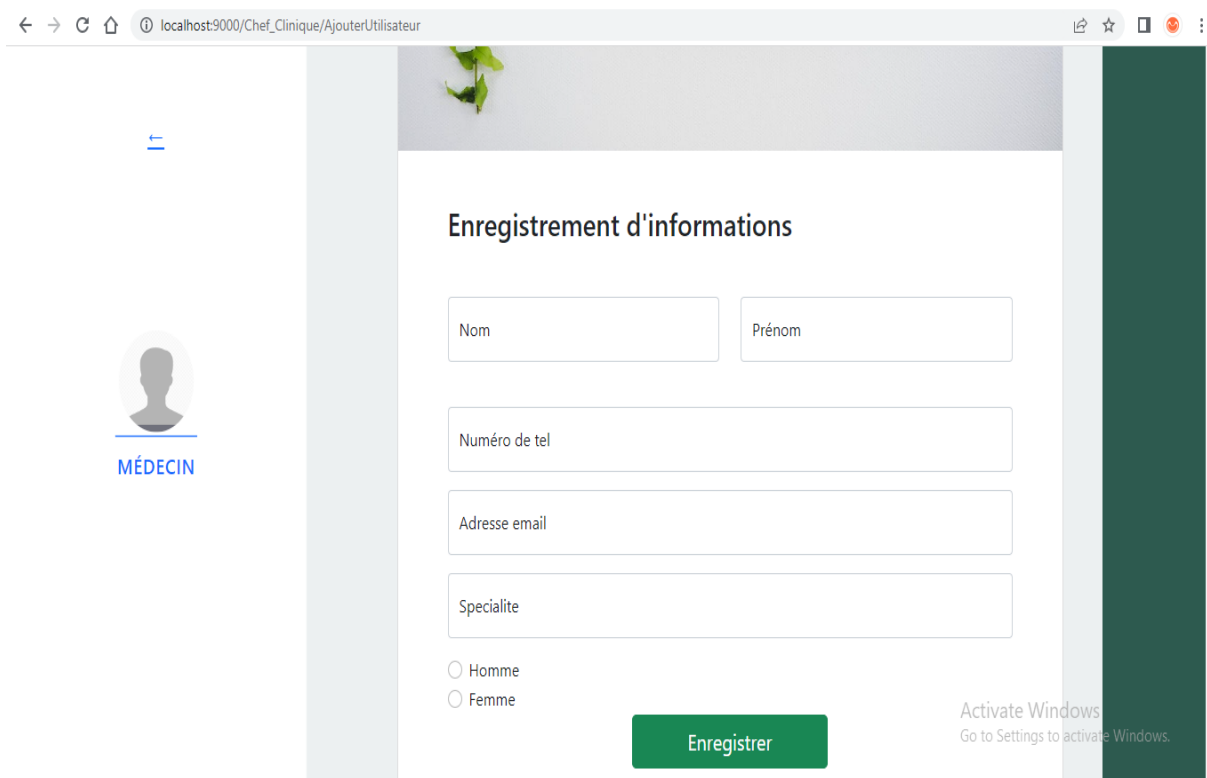 localhost:9000/Chef_Clinique/AjouterUtilisateur
←
MÉDECIN
Enregistrement d'informations
Nom
Prénom
Numéro de tel
Adresse email
Specialite
Homme
Femme
Enregistrer
Activate Windows
Go to Settings to activate Windows.